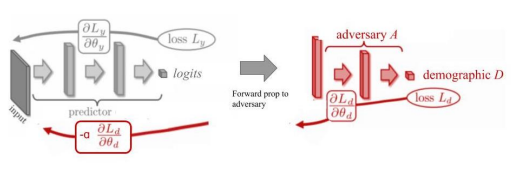 ∂L_y
∂θ_y
loss L_y
logits
input
predictor
-α ∂L_d
∂θ_d
Forward prop to
adversary
adversary A
demographic D
∂L_d
∂θ_d
loss L_d